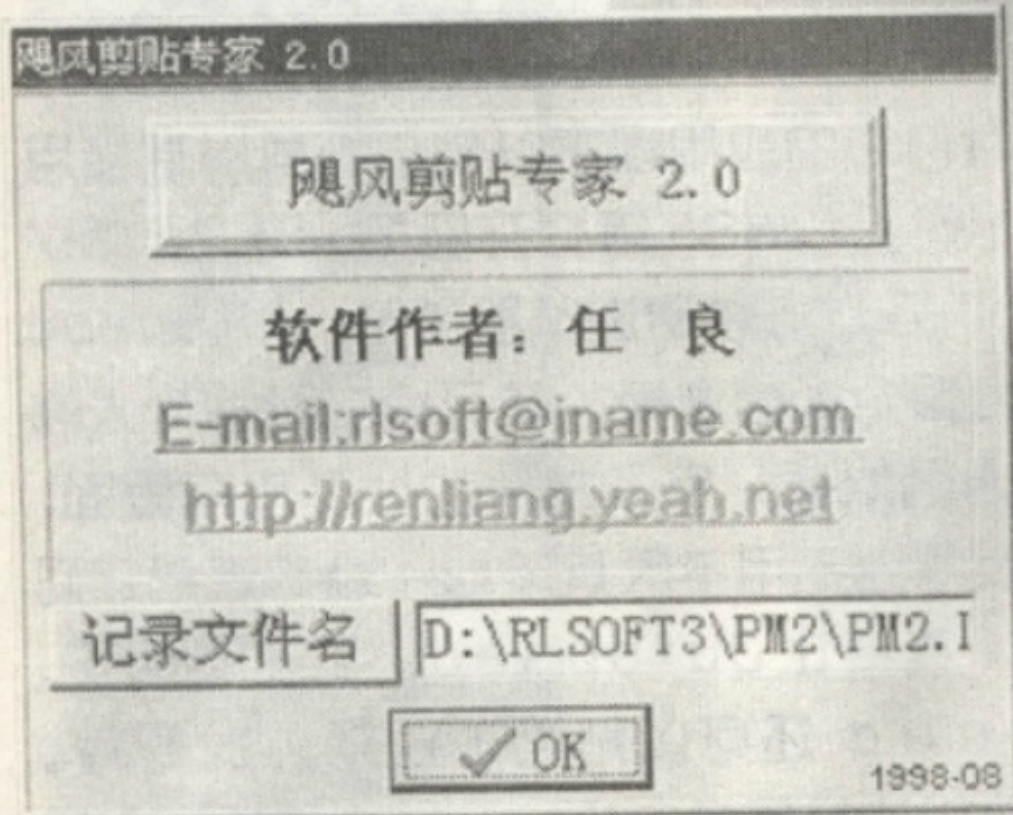 飓风剪贴专家 2.0
飓风剪贴专家 2.0
软件作者：任 良
E-mail:rlsoft@iname.com
http://renliang.yeah.net
记录文件名 D:\RLSOFT3\PM2\PM2.I
OK
1998-08